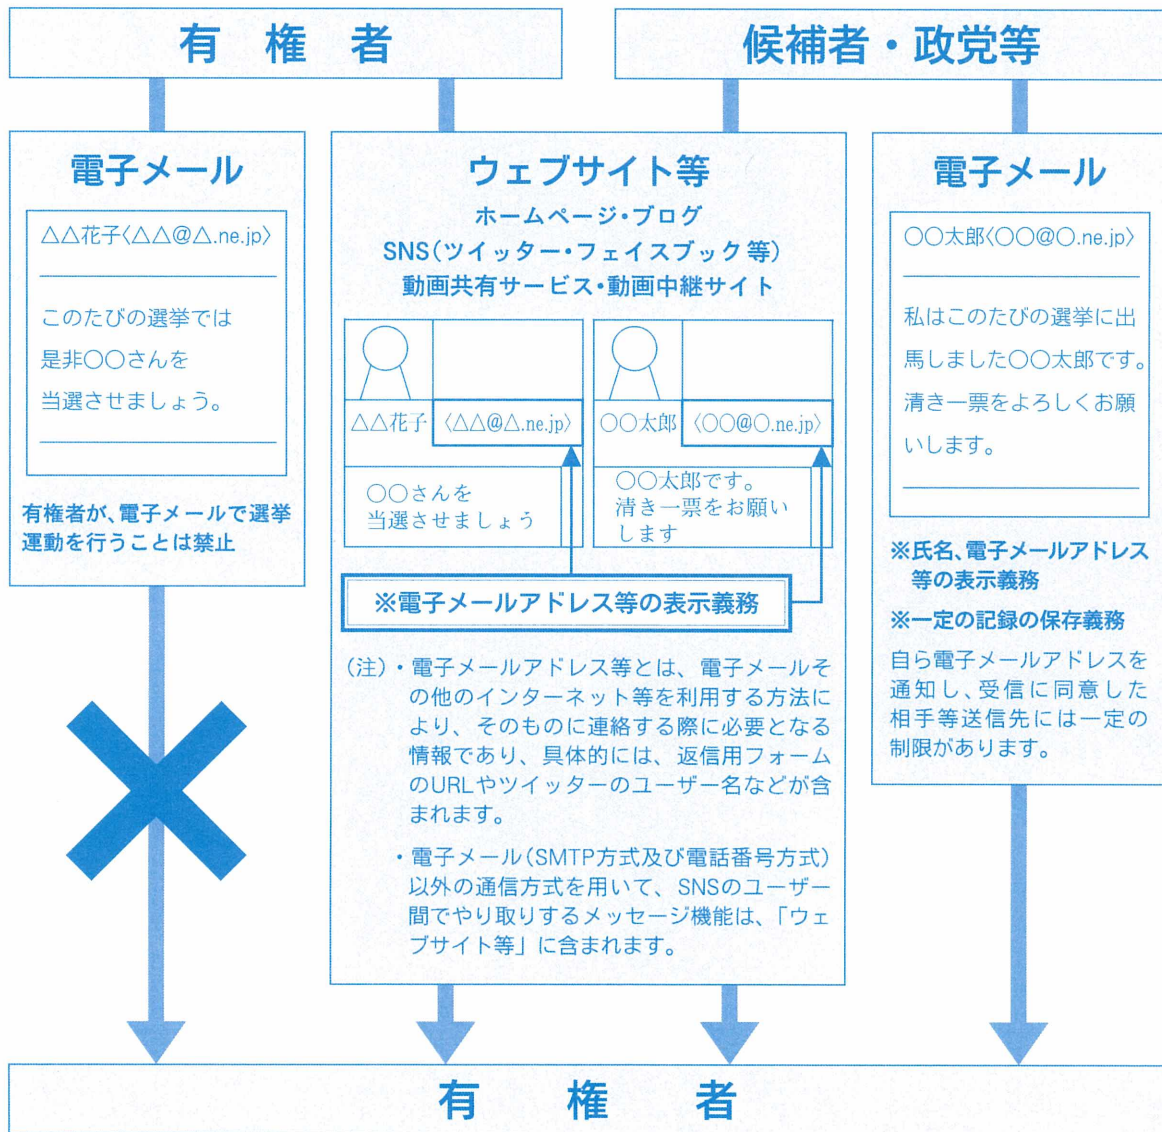 有権者
候補者・政党等
電子メール
△△花子〈△△@△.ne.jp〉
このたびの選挙では
是非〇〇さんを
当選させましょう。
有権者が、電子メールで選挙
運動を行うことは禁止
ウェブサイト等
ホームページ・ブログ
SNS(ツイッター・フェイスブック等)
動画共有サービス・動画中継サイト
△△花子 〈△△@△.ne.jp〉
〇〇さんを
当選させましょう
〇〇太郎 〈〇〇@〇.ne.jp〉
〇〇太郎です。
清き一票をお願い
します
※電子メールアドレス等の表示義務
(注)・電子メールアドレス等とは、電子メールそ
の他のインターネット等を利用する方法に
より、そのものに連絡する際に必要となる
情報であり、具体的には、返信用フォーム
のURLやツイッターのユーザー名などが含
まれます。
・電子メール(SMTP方式及び電話番号方式)
以外の通信方式を用いて、SNSのユーザー
間でやり取りするメッセージ機能は、「ウェ
ブサイト等」に含まれます。
電子メール
〇〇太郎〈〇〇@〇.ne.jp〉
私はこのたびの選挙に出
馬しました〇〇太郎です。
清き一票をよろしくお願
いします。
※氏名、電子メールアドレス
等の表示義務
※一定の記録の保存義務
自ら電子メールアドレスを
通知し、受信に同意した
相手等送信先には一定の
制限があります。
有権者